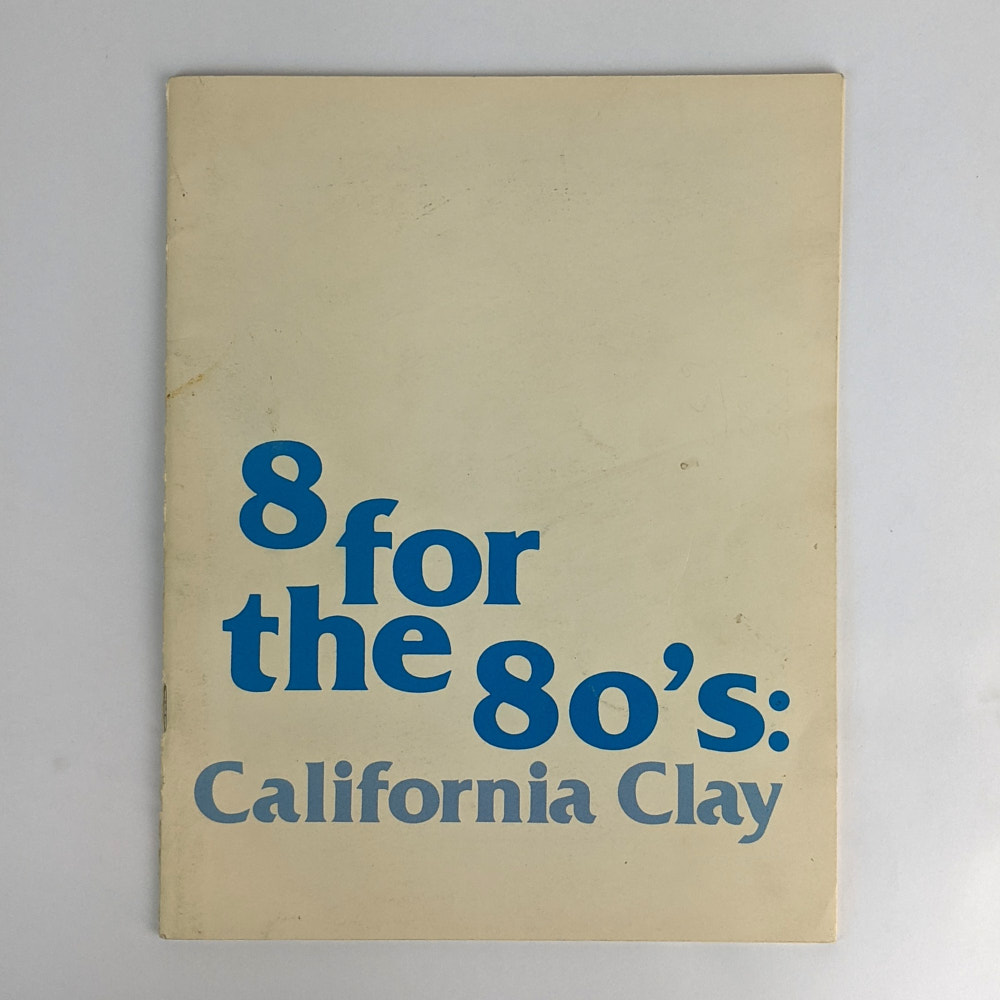 8 for
the 80's:
California Clay